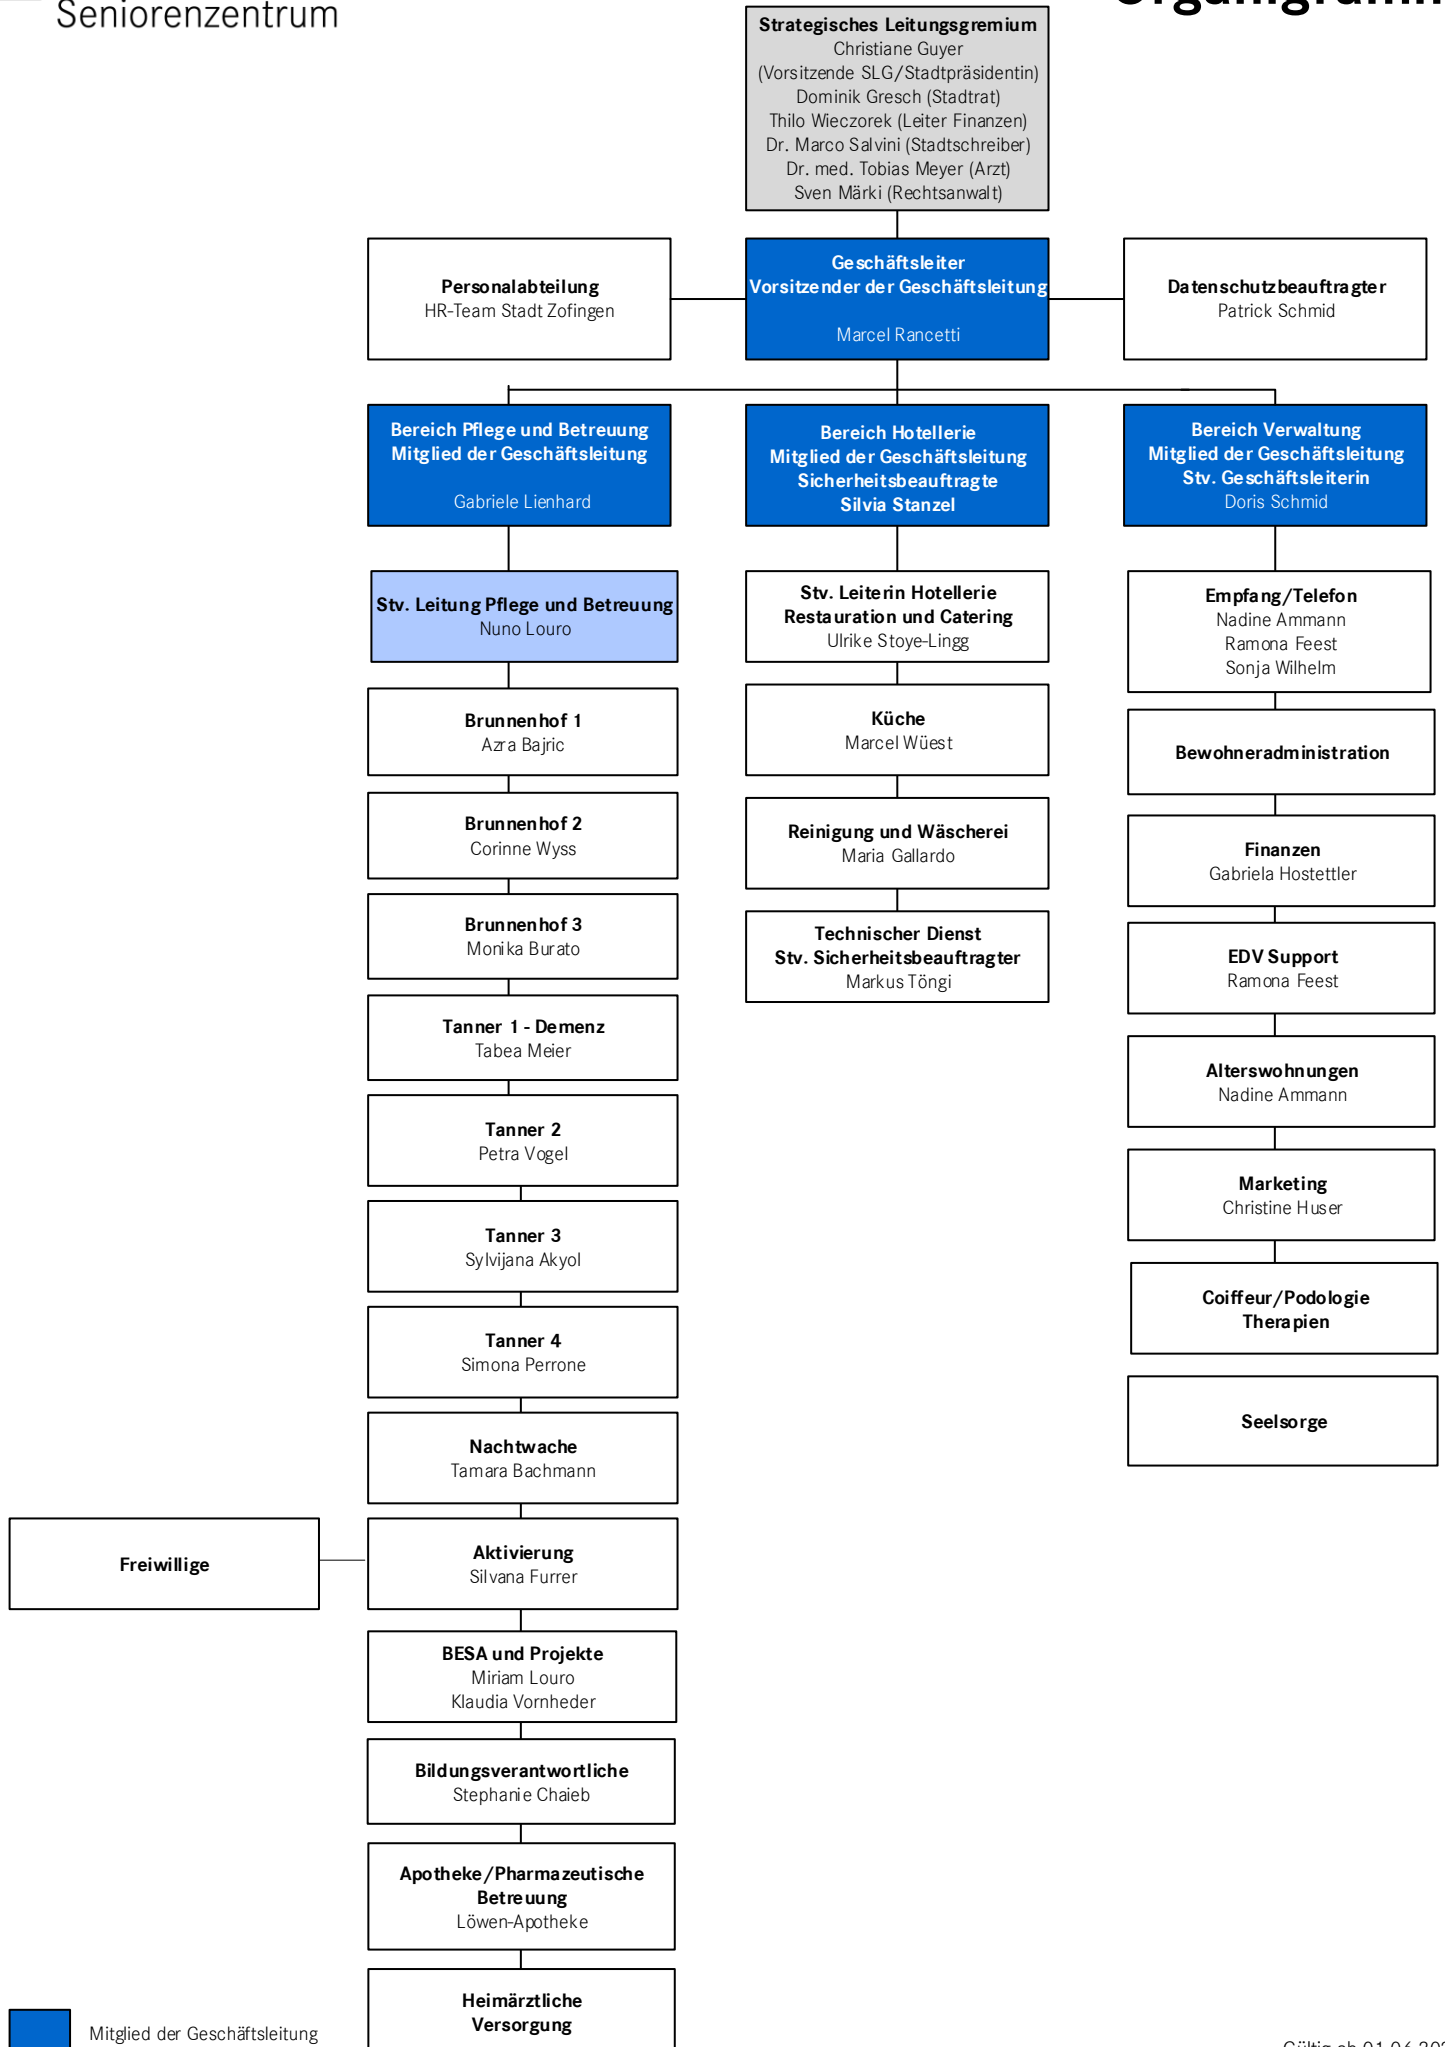 Seniorenzentrum
Strategisches Leitungsgremium
Christiane Guyer
(Vorsitzende SLG/Stadtpräsidentin)
Dominik Gresch (Stadtrat)
Thilo Wieczorek (Leiter Finanzen)
Dr. Marco Salvini (Stadtschreiber)
Dr. med. Tobias Meyer (Arzt)
Sven Märki (Rechtsanwalt)
Personalabteilung
HR-Team Stadt Zofingen
Geschäftsleiter
Vorsitzender der Geschäftsleitung
Marcel Rancetti
Datenschutzbeauftragter
Patrick Schmid
Bereich Pflege und Betreuung
Mitglied der Geschäftsleitung
Gabriele Lienhard
Bereich Hotellerie
Mitglied der Geschäftsleitung
Sicherheitsbeauftragte
Silvia Stanzel
Bereich Verwaltung
Mitglied der Geschäftsleitung
Stv. Geschäftsleiterin
Doris Schmid
Stv. Leitung Pflege und Betreuung
Nuno Louro
Brunnenhof 1
Azra Bajric
Brunnenhof 2
Corinne Wyss
Brunnenhof 3
Monika Burato
Tanner 1 - Demenz
Tabea Meier
Tanner 2
Petra Vogel
Tanner 3
Sylvijana Akyol
Tanner 4
Simona Perrone
Nachtwache
Tamara Bachmann
Freiwillige
Aktivierung
Silvana Furrer
BESA und Projekte
Miriam Louro
Klaudia Vornheder
Bildungsverantwortliche
Stephanie Chaieb
Apotheke/Pharmazeutische
Betreuung
Löwen-Apotheke
Heimärztliche
Versorgung
Stv. Leiterin Hotellerie
Restauration und Catering
Ulrike Stoye-Lingg
Küche
Marcel Wüest
Reinigung und Wäscherei
Maria Gallardo
Technischer Dienst
Stv. Sicherheitsbeauftragter
Markus Töngi
Empfang/Telefon
Nadine Ammann
Ramona Feest
Sonja Wilhelm
Bewohneradministration
Finanzen
Gabriela Hostettler
EDV Support
Ramona Feest
Alterswohnungen
Nadine Ammann
Marketing
Christine Huser
Coiffeur/Podologie
Therapien
Seelsorge
Mitglied der Geschäftsleitung
Gültig ab